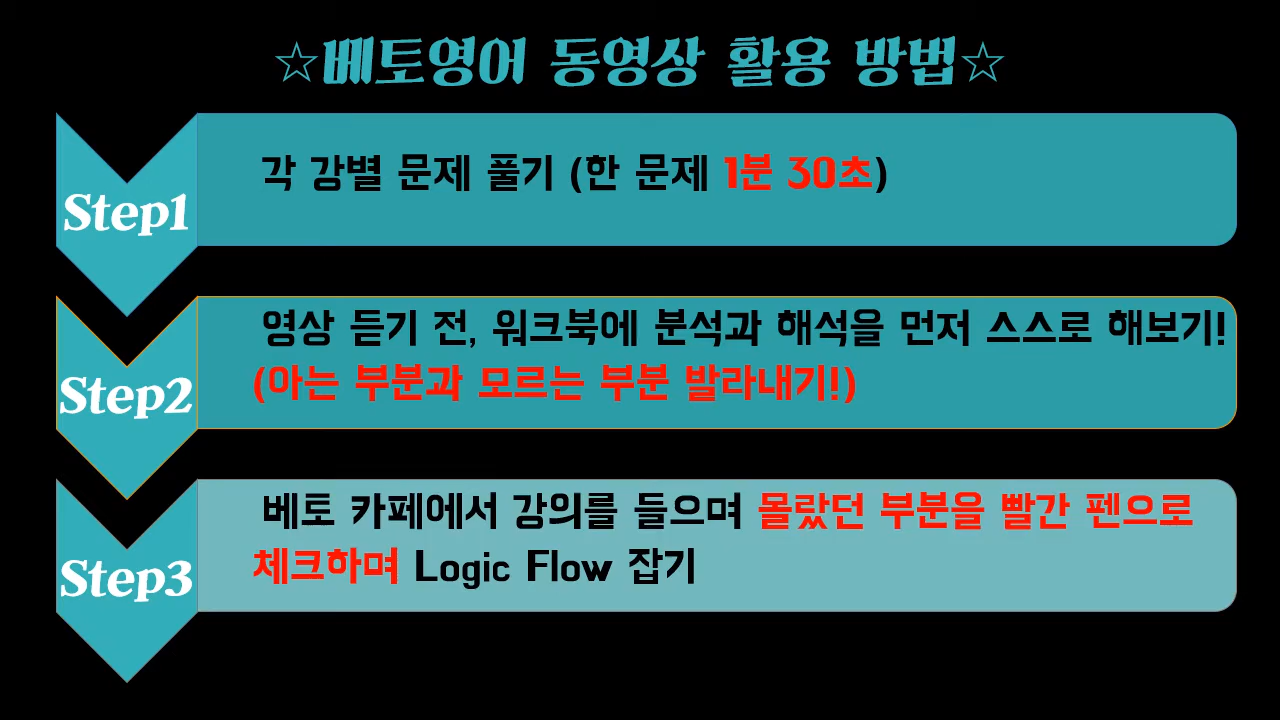 ☆베토영어 동영상 활용 방법☆
Step1
각 강별 문제 풀기 (한 문제 1분 30초)
Step2
영상 듣기 전, 워크북에 분석과 해석을 먼저 스스로 해보기!
(아는 부분과 모르는 부분 발라내기!)
Step3
베토 카페에서 강의를 들으며 몰랐던 부분을 빨간 펜으로
체크하며 Logic Flow 잡기